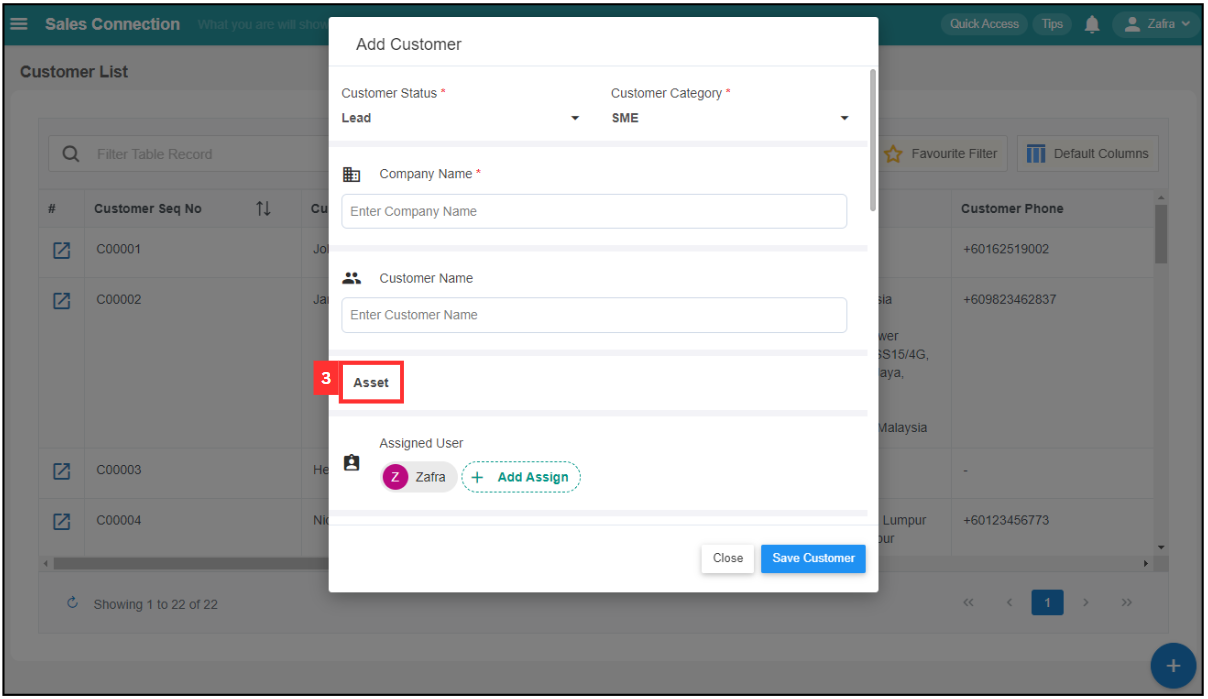 Sales Connection What you are will show
Quick Access Tips Zafra
Customer List
Add Customer
Customer Status * Customer Category *
Lead SME
Filter Table Record
Favourite Filter Default Columns
Company Name *
Enter Company Name
# Customer Seq No Cu Customer Phone
C00001 +60162519002
Customer Name
C00002 Ja sia +609823462837
Enter Customer Name
wer
SS15/4G,
aya,
3 Asset
Malaysia
Assigned User
C00003 He -
Z Zafra + Add Assign
C00004 Lumpur +60123456773
Close Save Customer
Showing 1 to 22 of 22 << < 1 > >>
+